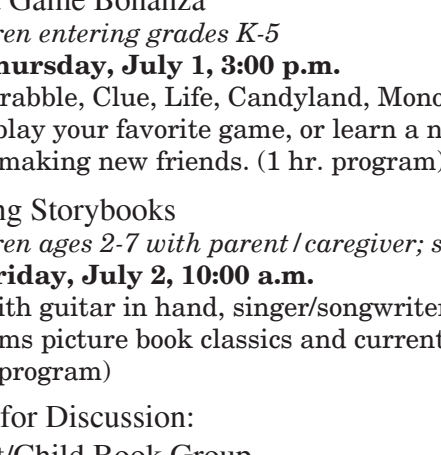 Game Bonanza
ren entering grades K-5
hursday, July 1, 3:00 p.m.
rabble, Clue, Life, Candyland, Mono
play your favorite game, or learn a n
making new friends. (1 hr. program)
ng Storybooks
ren ages 2-7 with parent/caregiver; s
riday, July 2, 10:00 a.m.
ith guitar in hand, singer/songwriter
ms picture book classics and current
program)
for Discussion:
t/Child Book Group